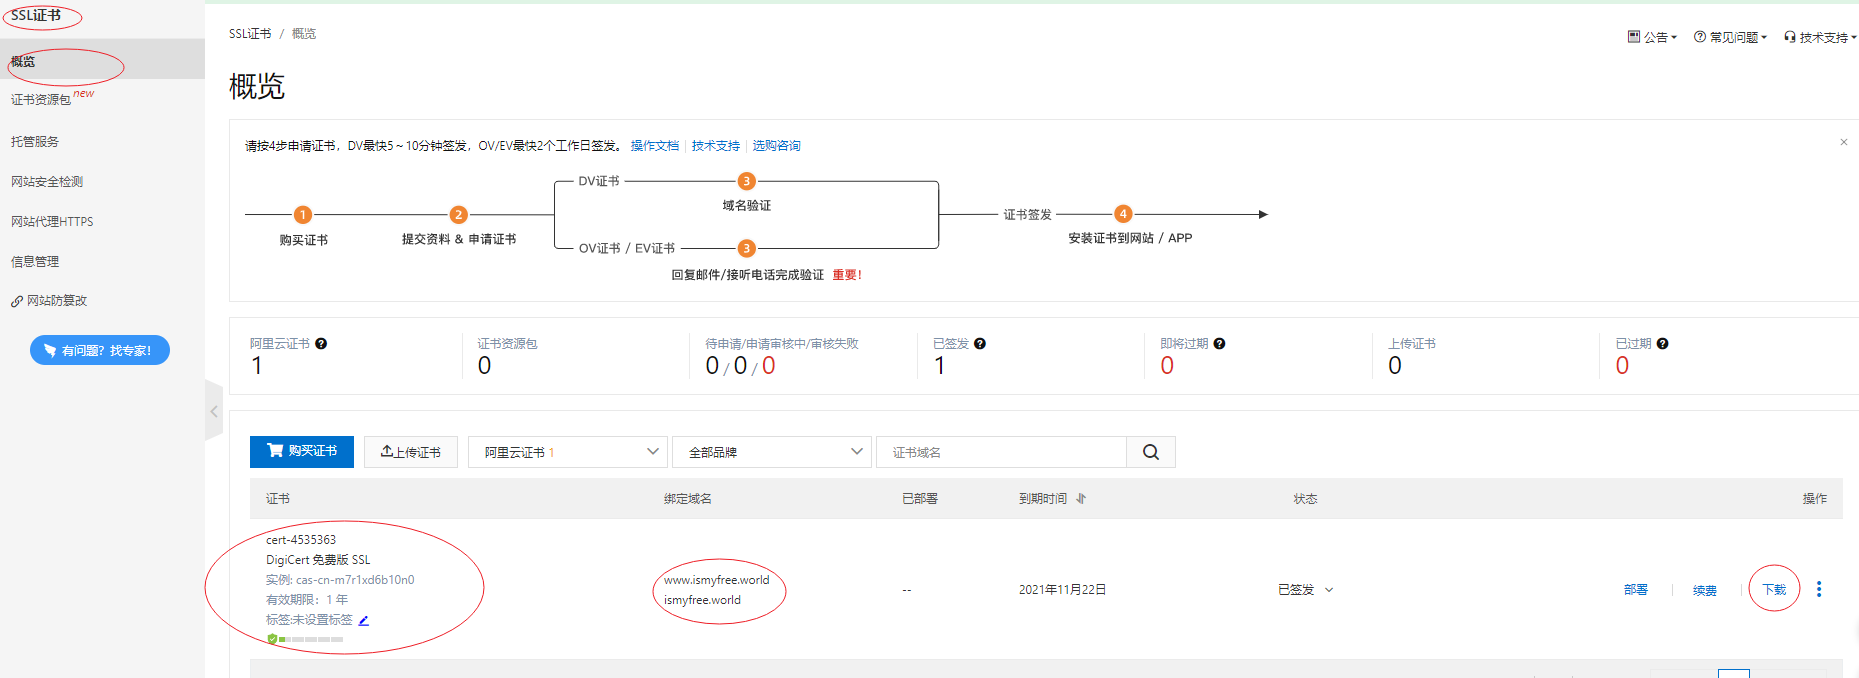 SSL证书
概览
证书资源包 new
托管服务
网站安全检测
网站代理HTTPS
信息管理
网站防篡改
有问题？找专家！
SSL证书 / 概览
公告
常见问题
技术支持
概览
请按4步申请证书，DV最快5～10分钟签发，OV/EV最快2个工作日签发。 操作文档 技术支持 选购咨询
DV证书 3
域名验证
1 2 证书签发 4
购买证书 提交资料 & 申请证书 安装证书到网站 / APP
OV证书 / EV证书 3
回复邮件/接听电话完成验证 重要！
阿里云证书 ? 证书资源包 待申请/申请审核中/审核失败 已签发 ? 即将过期 ? 上传证书 已过期 ?
1 0 0 / 0 / 0 1 0 0 0
购买证书 上传证书 阿里云证书 1 全部品牌 证书域名
证书 绑定域名 已部署 到期时间 状态 操作
cert-4535363
DigiCert 免费版 SSL
实例: cas-cn-m7r1xd6b10n0
有效期限：1 年
标签:未设置标签
www.ismyfree.world
ismyfree.world
-- 2021年11月22日 已签发 部署 续费 下载